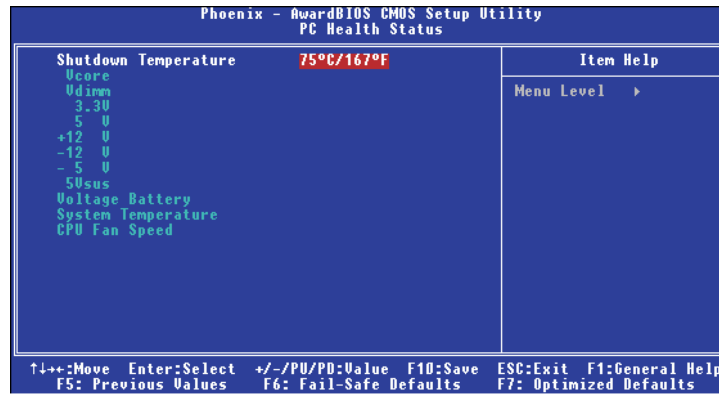 Phoenix - AwardBIOS CMOS Setup Utility
PC Health Status
Shutdown Temperature 75°C/167°F
Vcore
Vdimm
3.3V
5 V
+12 V
-12 V
- 5 V
5Vsus
Voltage Battery
System Temperature
CPU Fan Speed
Item Help
Menu Level ▸
↑↓→←:Move Enter:Select +/-/PU/PD:Value F10:Save ESC:Exit F1:General Help
F5: Previous Values F6: Fail-Safe Defaults F7: Optimized Defaults